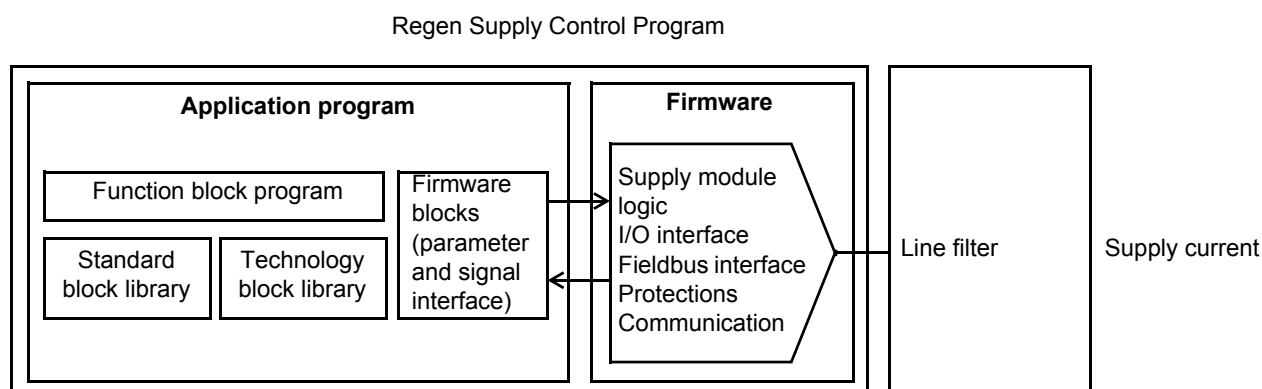 Regen Supply Control Program
Application program
Function block program
Standard
block library
Technology
block library
Firmware
blocks
(parameter
and signal
interface)
Firmware
Supply module
logic
I/O interface
Fieldbus interface
Protections
Communication
Line filter
Supply current